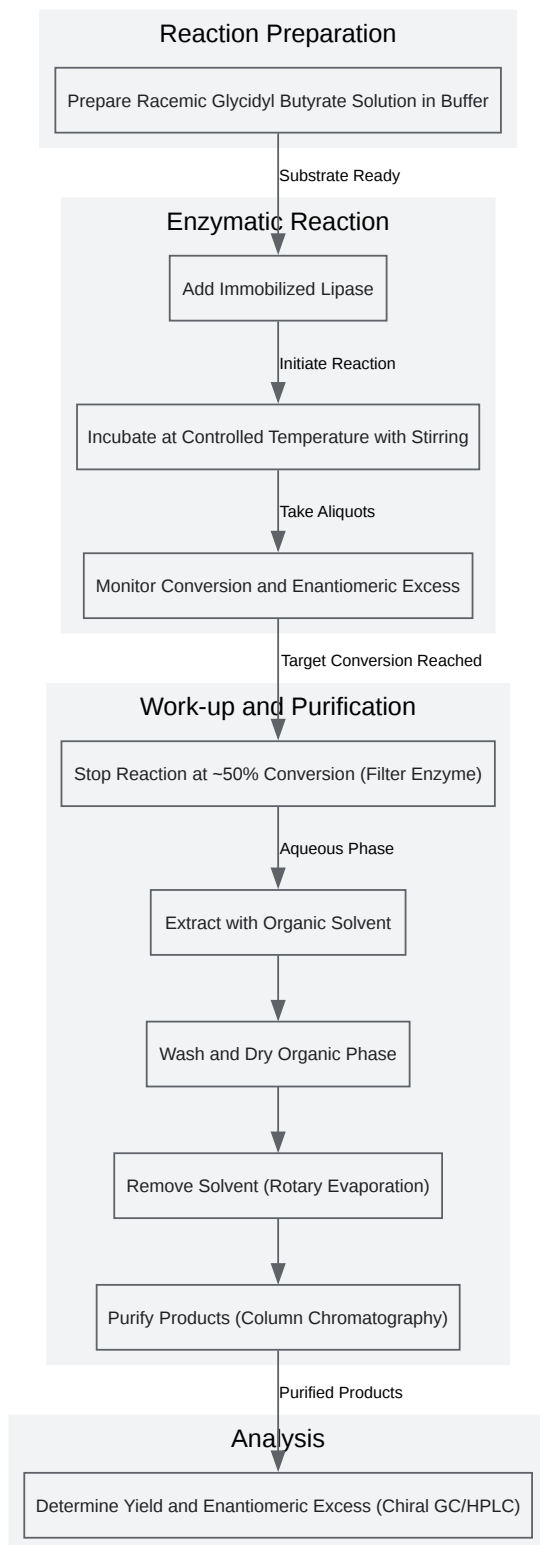 Reaction Preparation
Prepare Racemic Glycidyl Butyrate Solution in Buffer
Substrate Ready
Enzymatic Reaction
Add Immobilized Lipase
Initiate Reaction
Incubate at Controlled Temperature with Stirring
Take Aliquots
Monitor Conversion and Enantiomeric Excess
Target Conversion Reached
Work-up and Purification
Stop Reaction at ~50% Conversion (Filter Enzyme)
Aqueous Phase
Extract with Organic Solvent
Wash and Dry Organic Phase
Remove Solvent (Rotary Evaporation)
Purify Products (Column Chromatography)
Purified Products
Analysis
Determine Yield and Enantiomeric Excess (Chiral GC/HPLC)